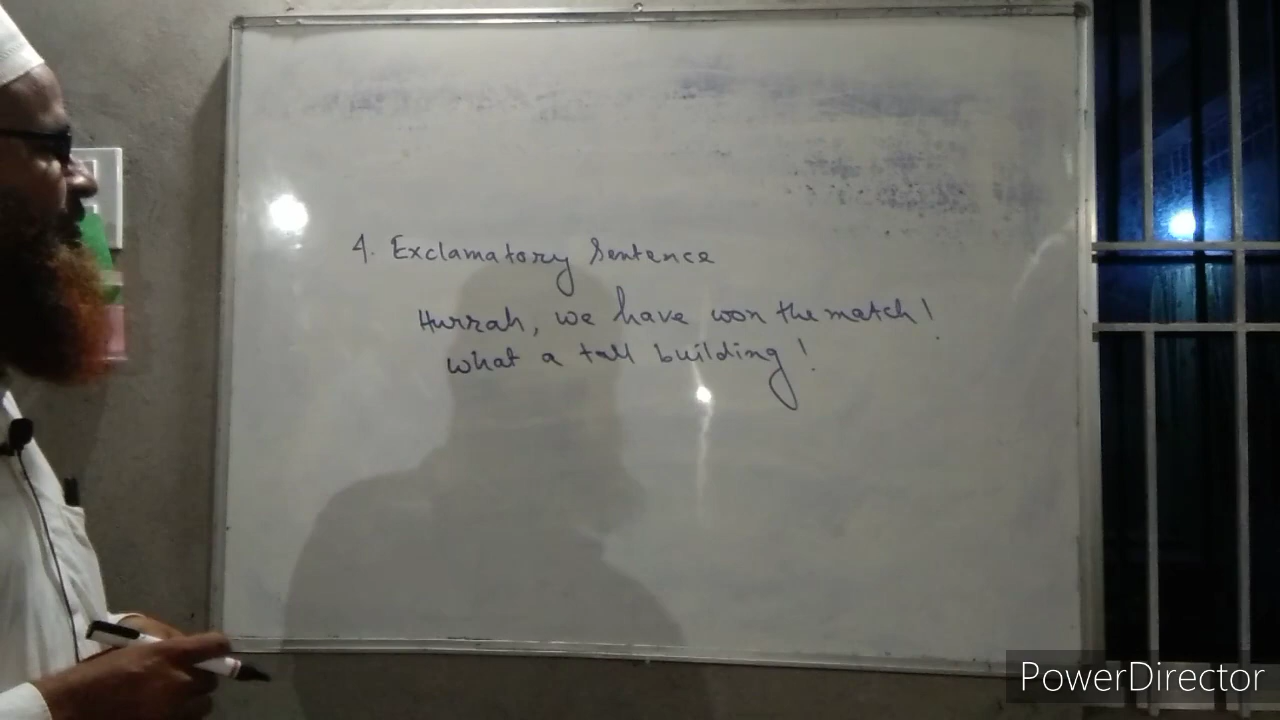 4. Exclamatory Sentence
Hurrah, we have won the match!
What a tall building!
PowerDirector